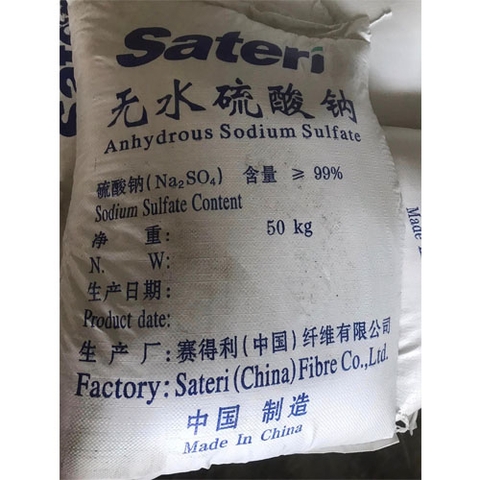 Sateri
无水硫酸钠
Anhydrous Sodium Sulfate
硫酸钠(Na₂SO₄) 含量 ≥ 99%
Sodium Sulfate Content
净 重: 50 kg
N. W:
生产日期:
Product date:
生 产 厂:赛得利(中国)纤维有限公司
Factory: Sateri(China)Fibre Co.,Ltd.
中国 制造
Made In China
Made